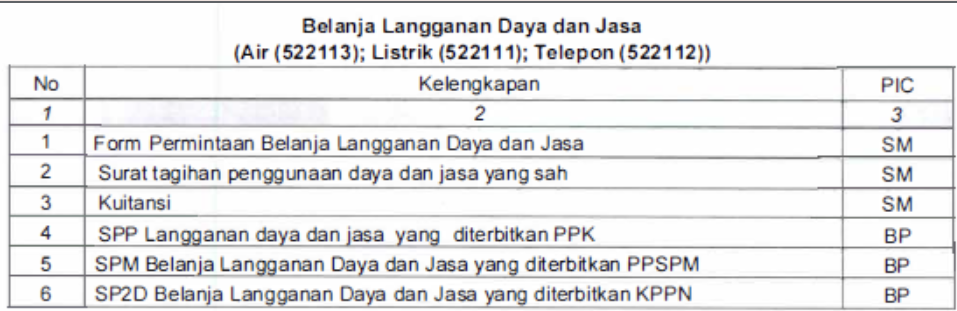 Belanja Langganan Daya dan Jasa
(Air (522113); Listrik (522111); Telepon (522112))
No Kelengkapan PIC
1 2 3
1 Form Permintaan Belanja Langganan Daya dan Jasa SM
2 Surat tagihan penggunaan daya dan jasa yang sah SM
3 Kuitansi SM
4 SPP Langganan daya dan jasa yang diterbitkan PPK BP
5 SPM Belanja Langganan Daya dan Jasa yang diterbitkan PPSPM BP
6 SP2D Belanja Langganan Daya dan Jasa yang diterbitkan KPPN BP